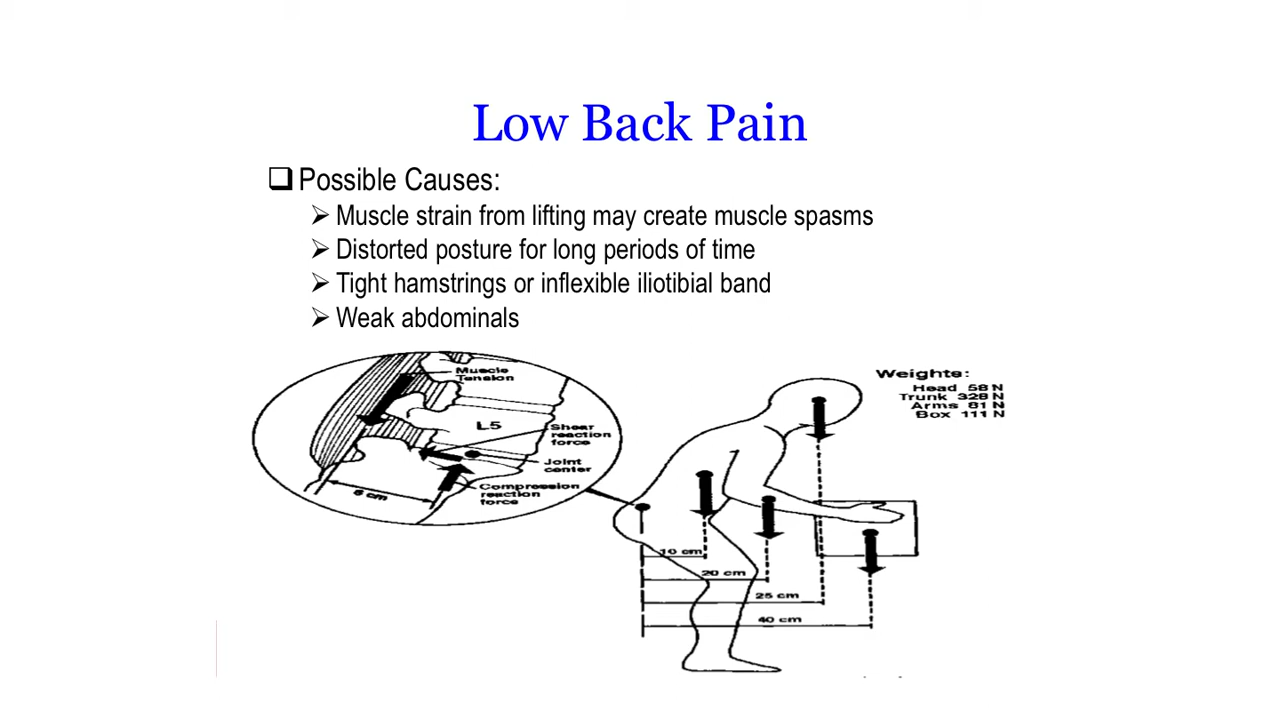 Low Back Pain
❑ Possible Causes:
➢ Muscle strain from lifting may create muscle spasms
➢ Distorted posture for long periods of time
➢ Tight hamstrings or inflexible iliotibial band
➢ Weak abdominals
Muscle
Tension
L5
Shear
reaction
force
Joint
center
Compression
reaction
force
6 cm
Weights:
Head 58 N
Trunk 328 N
Arms 81 N
Box 111 N
10 cm
20 cm
25 cm
40 cm